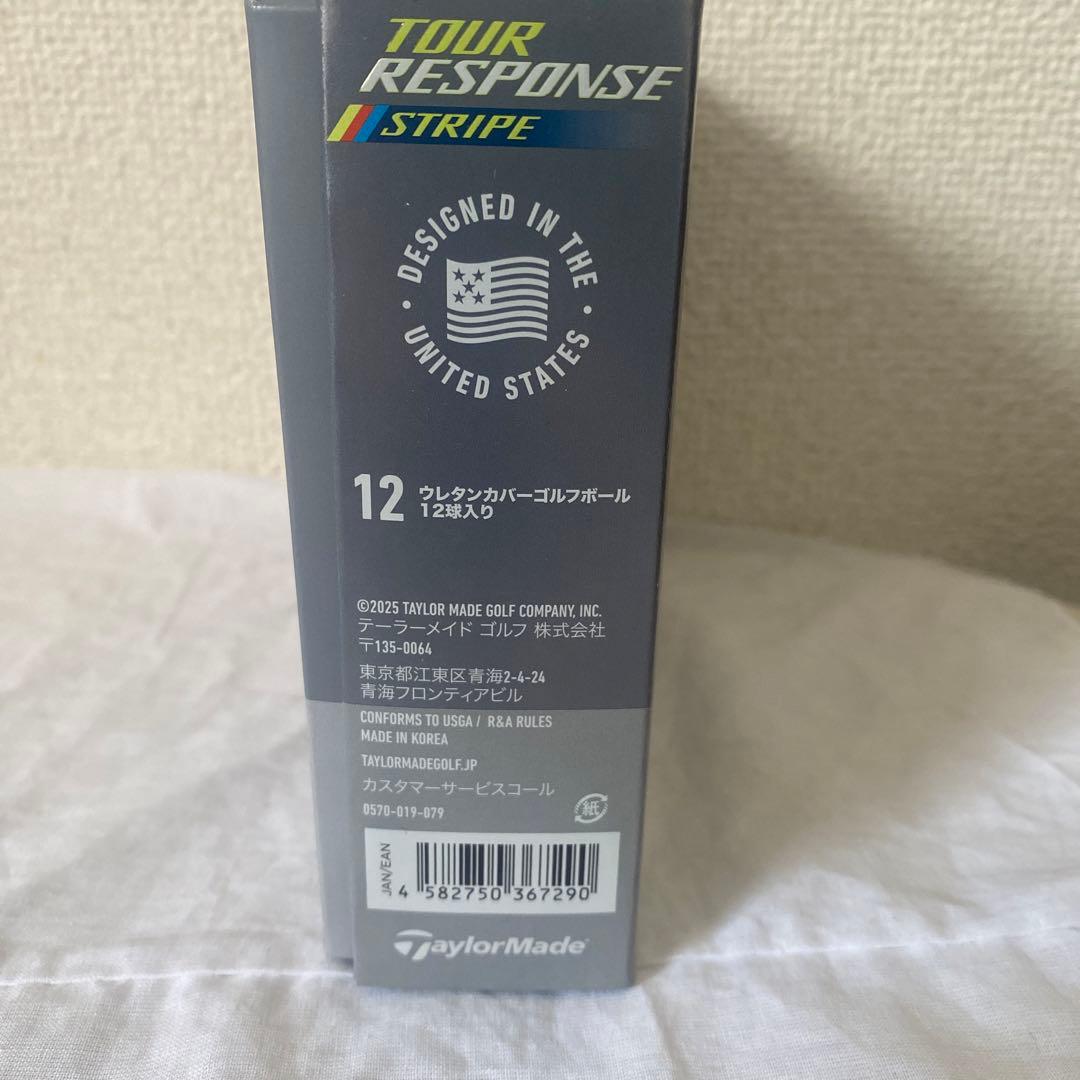 TOUR
RESPONSE
STRIPE
DESIGNED IN THE
UNITED STATES
12
ウレタンカバーゴルフボール
12球入り
©2025 TAYLOR MADE GOLF COMPANY, INC.
テーラーメイド ゴルフ 株式会社
〒135-0064
東京都江東区青海2-4-24
青海フロンティアビル
CONFORMS TO USGA / R&A RULES
MADE IN KOREA
TAYLORMADEGOLF.JP
カスタマーサービスコール
0570-019-079
紙
JAN/EAN
4 582750 367290
TaylorMade